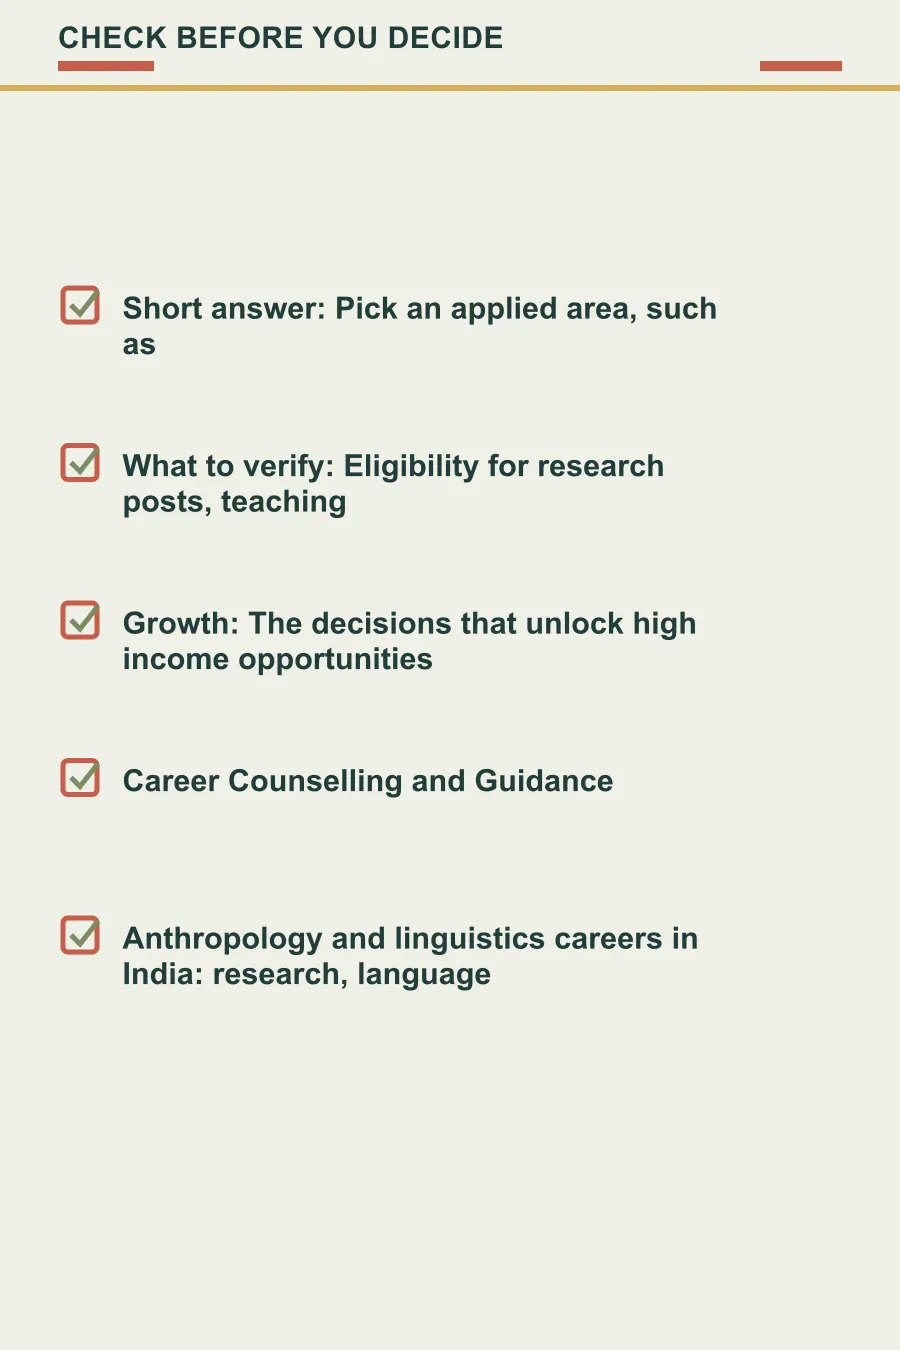 CHECK BEFORE YOU DECIDE
Short answer: Pick an applied area, such
as
What to verify: Eligibility for research
posts, teaching
Growth: The decisions that unlock high
income opportunities
Career Counselling and Guidance
Anthropology and linguistics careers in
India: research, language